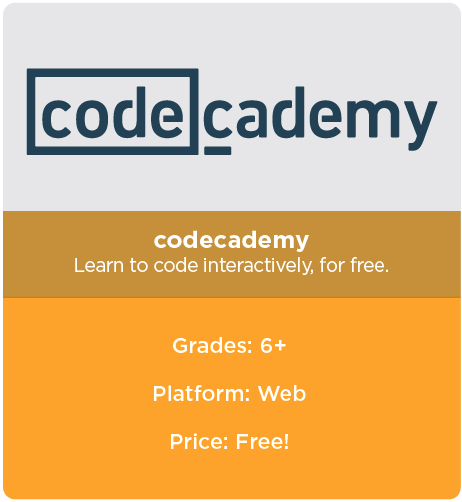 codecademy
codecademy
Learn to code interactively, for free.
Grades: 6+
Platform: Web
Price: Free!